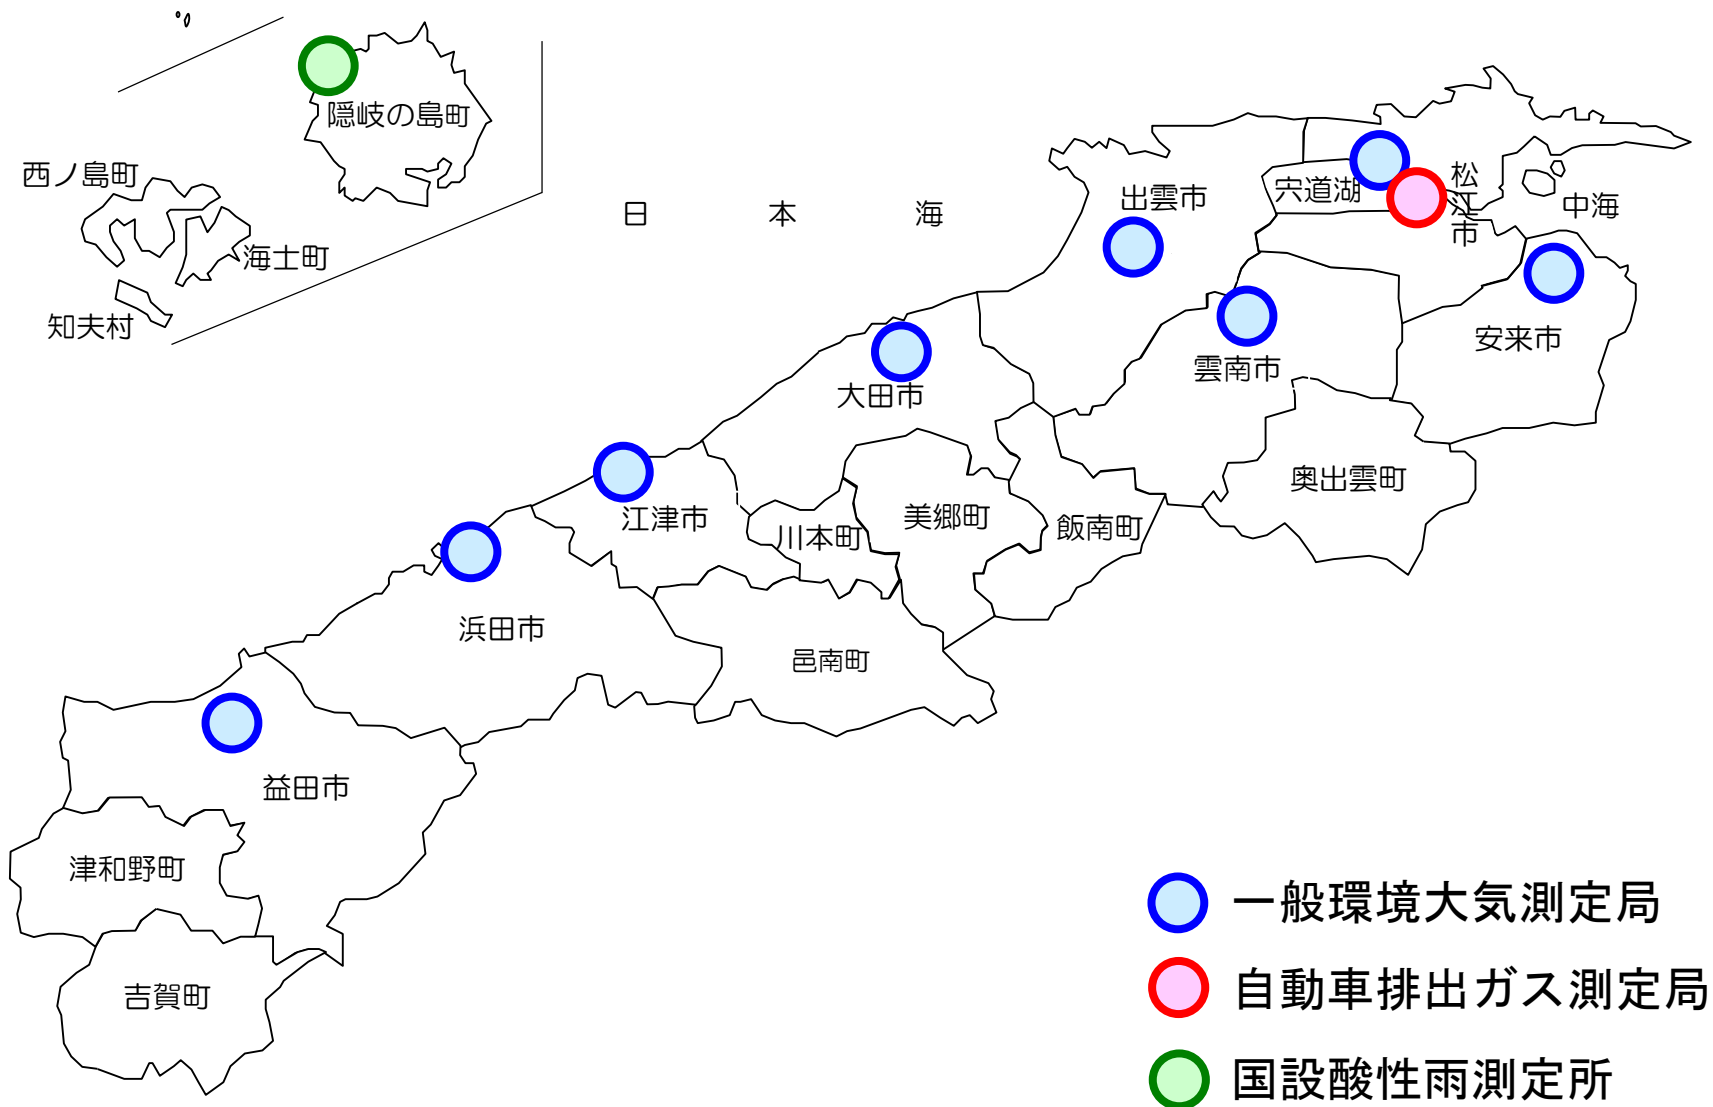 隠岐の島町
西ノ島町
海士町
知夫村
日本海
出雲市
宍道湖
松江市
中海
安来市
雲南市
大田市
奥出雲町
江津市
川本町
美郷町
飯南町
浜田市
邑南町
益田市
津和野町
吉賀町
一般環境大気測定局
自動車排出ガス測定局
国設酸性雨測定所